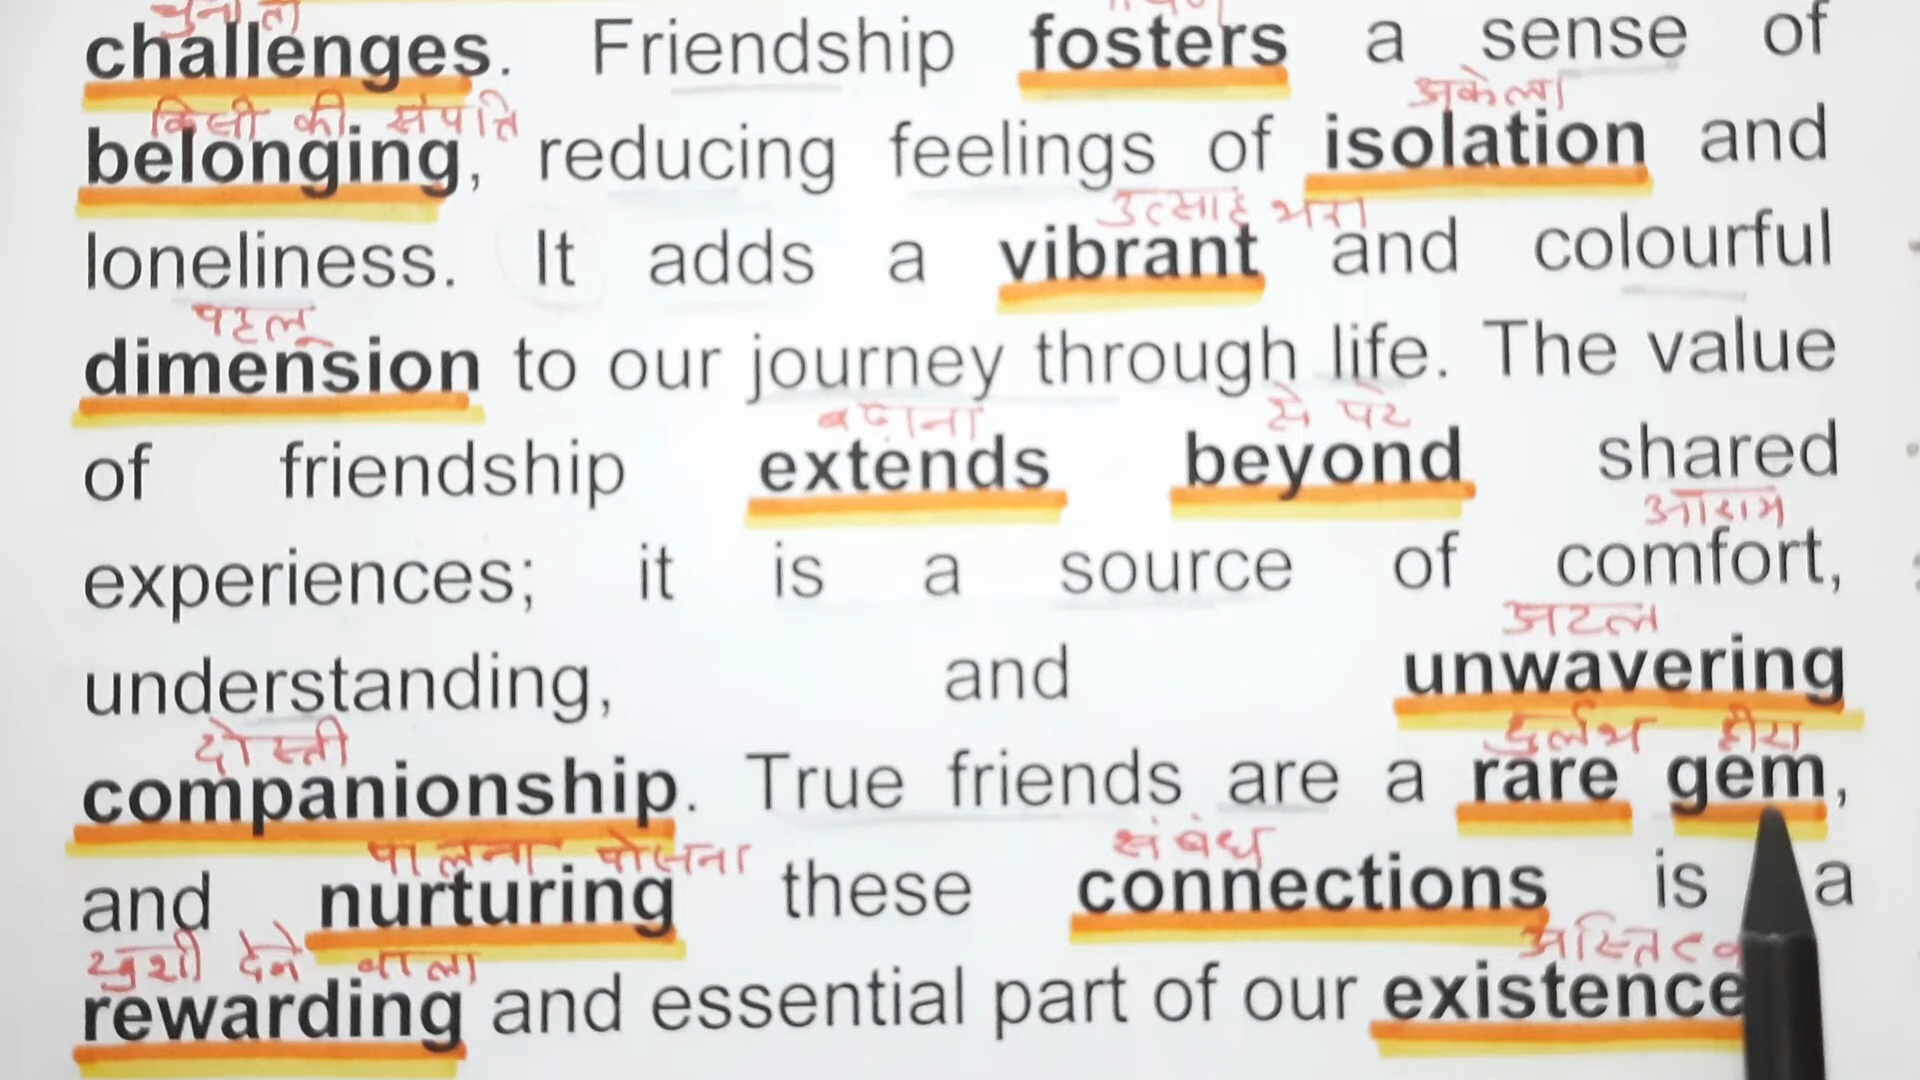 चुनौती
challenges. Friendship fosters a sense of
किसी की संपत्ति अकेला
belonging, reducing feelings of isolation and
उत्साह भरा
loneliness. It adds a vibrant and colourful
पहलू
dimension to our journey through life. The value
बढ़ाना से परे
of friendship extends beyond shared
आराम
experiences; it is a source of comfort,
अटल
understanding, and unwavering
दोस्ती दुर्लभ हीरा
companionship. True friends are a rare gem,
पालना पोसना संबंध
and nurturing these connections is a
खुशी देने वाला
rewarding and essential part of our existence